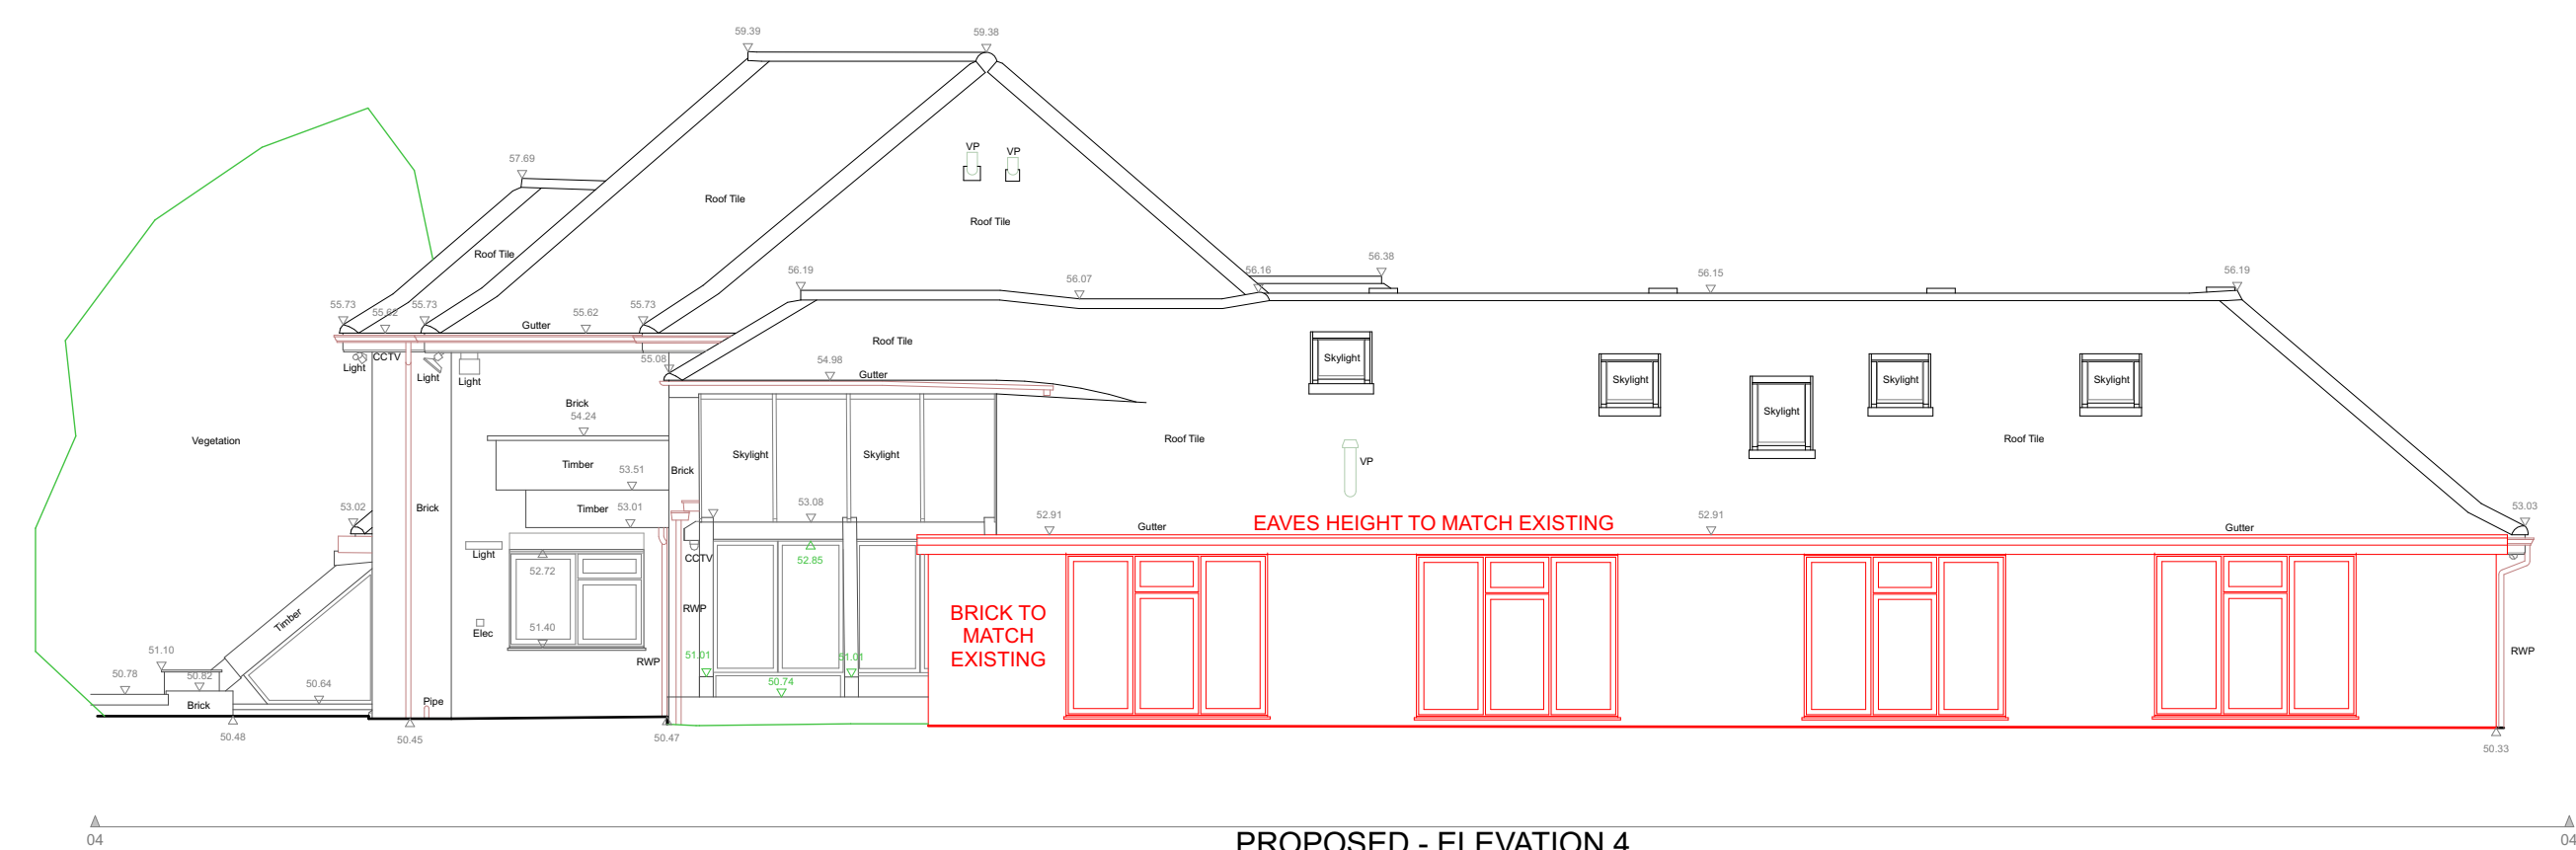 59.39
59.38
57.69
VP
VP
Roof Tile
Roof Tile
Roof Tile
56.19
56.07
56.16
56.38
56.15
56.19
55.73
55.62
55.73
Gutter
55.62
55.73
Roof Tile
Light
CCTV
Light
Light
55.08
54.98
Gutter
Skylight
Skylight
Skylight
Skylight
Skylight
Brick
54.24
Vegetation
Timber
53.51
Brick
Skylight
Skylight
Roof Tile
VP
Roof Tile
53.02
Brick
Timber
53.01
53.08
52.91
Gutter
EAVES HEIGHT TO MATCH EXISTING
52.91
Gutter
53.03
Light
CCTV
52.85
52.72
Timber
Elec
51.40
RWP
BRICK TO
MATCH
EXISTING
51.10
50.78
50.82
50.64
Brick
Pipe
RWP
51.01
51.01
50.74
RWP
50.48
50.45
50.47
50.33
04
PROPOSED - ELEVATION 4
04